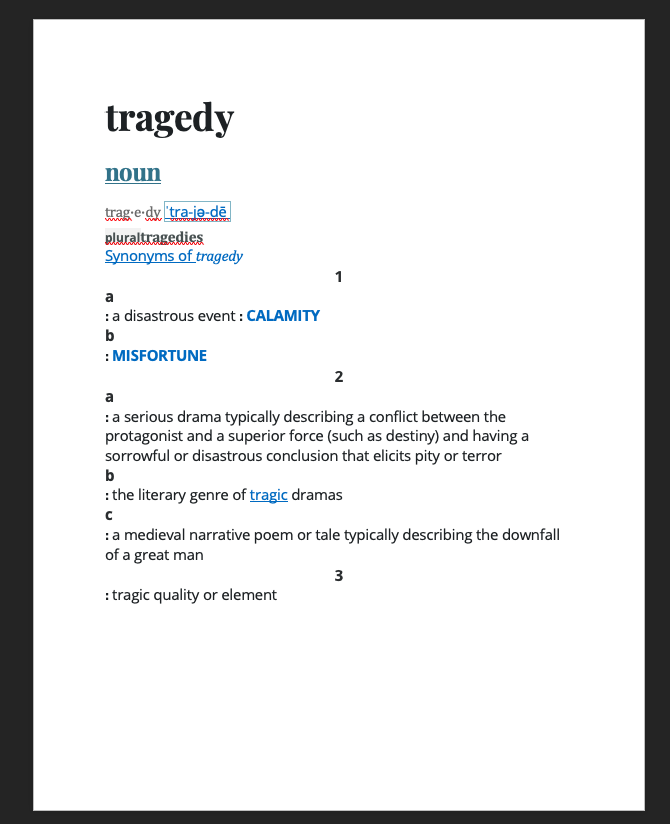 tragedy
noun
trag·e·dy ˈtra-jə-dē
pluraltragedies
Synonyms of tragedy
1
a
: a disastrous event : CALAMITY
b
: MISFORTUNE
2
a
: a serious drama typically describing a conflict between the
protagonist and a superior force (such as destiny) and having a
sorrowful or disastrous conclusion that elicits pity or terror
b
: the literary genre of tragic dramas
c
: a medieval narrative poem or tale typically describing the downfall
of a great man
3
: tragic quality or element